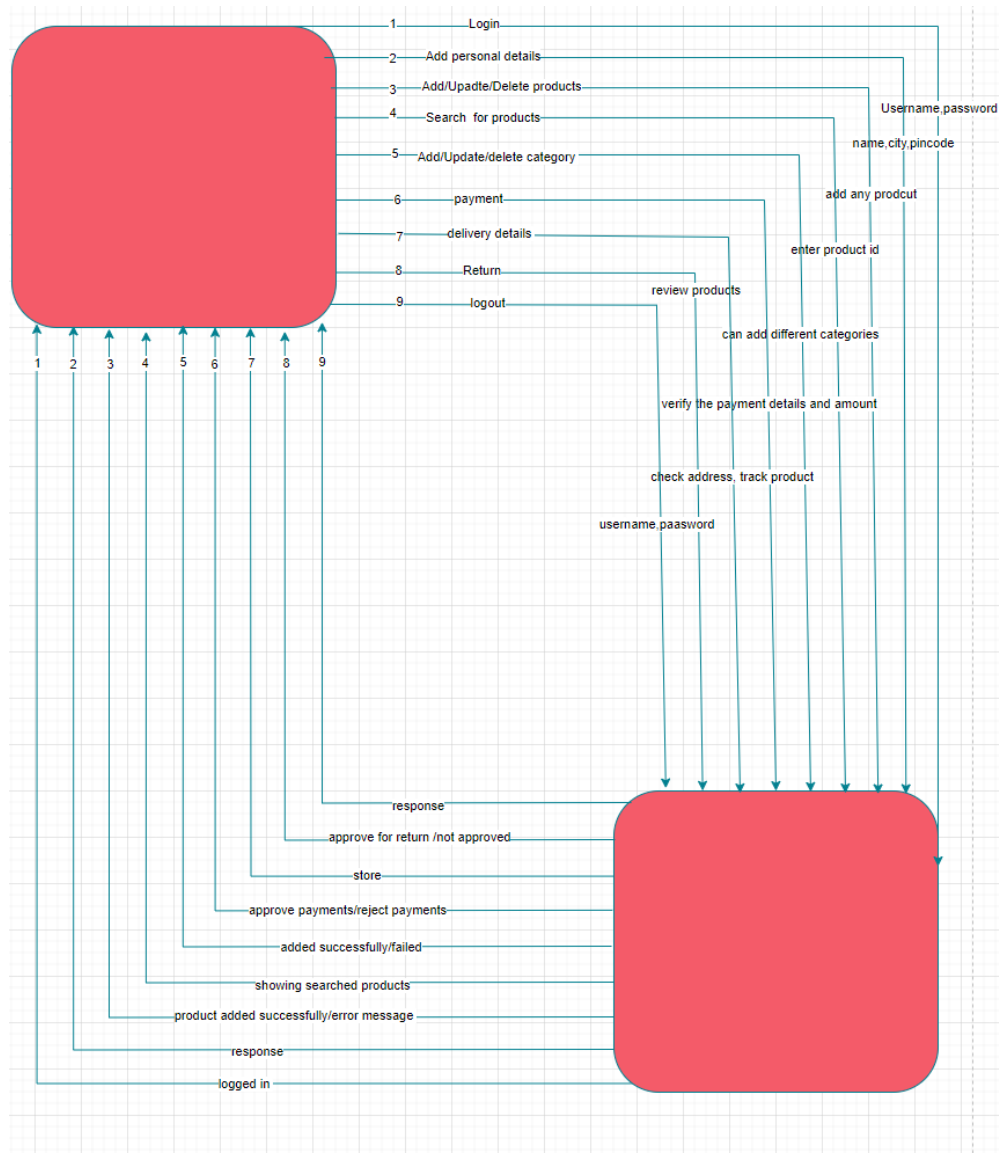 1 Login
2 Add personal details
3 Add/Upadte/Delete products
4 Search for products
5 Add/Update/delete category
6 payment
7 delivery details
8 Return
9 logout
Username,password
name,city,pincode
add any prodcut
enter product id
review products
can add different categories
verify the payment details and amount
check address, track product
username,paasword
1 2 3 4 5 6 7 8 9
response
approve for return /not approved
store
approve payments/reject payments
added successfully/failed
showing searched products
product added successfully/error message
response
logged in